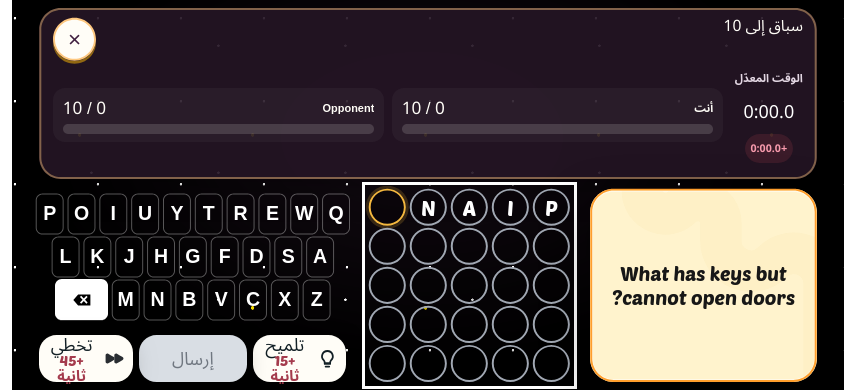 سباق إلى 10
الوقت المعدّل
0:00.0
+0:00.0
أنت
10 / 0
Opponent
10 / 0
P O I U Y T R E W Q
L K J H G F D S A
M N B V C X Z
N A I P
What has keys but
?cannot open doors
تخطي
+45
ثانية
إرسال
تلميح
+15
ثانية